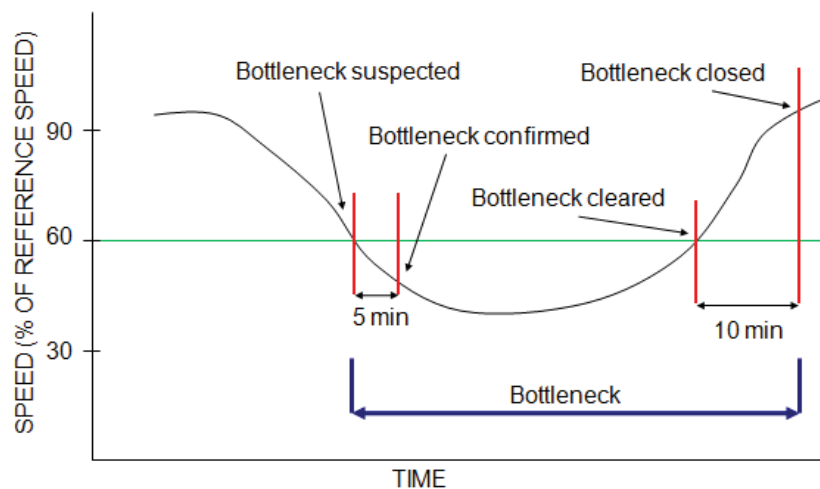 SPEED (% OF REFERENCE SPEED)
90
60
30
Bottleneck suspected
Bottleneck confirmed
Bottleneck closed
Bottleneck cleared
5 min
10 min
Bottleneck
TIME